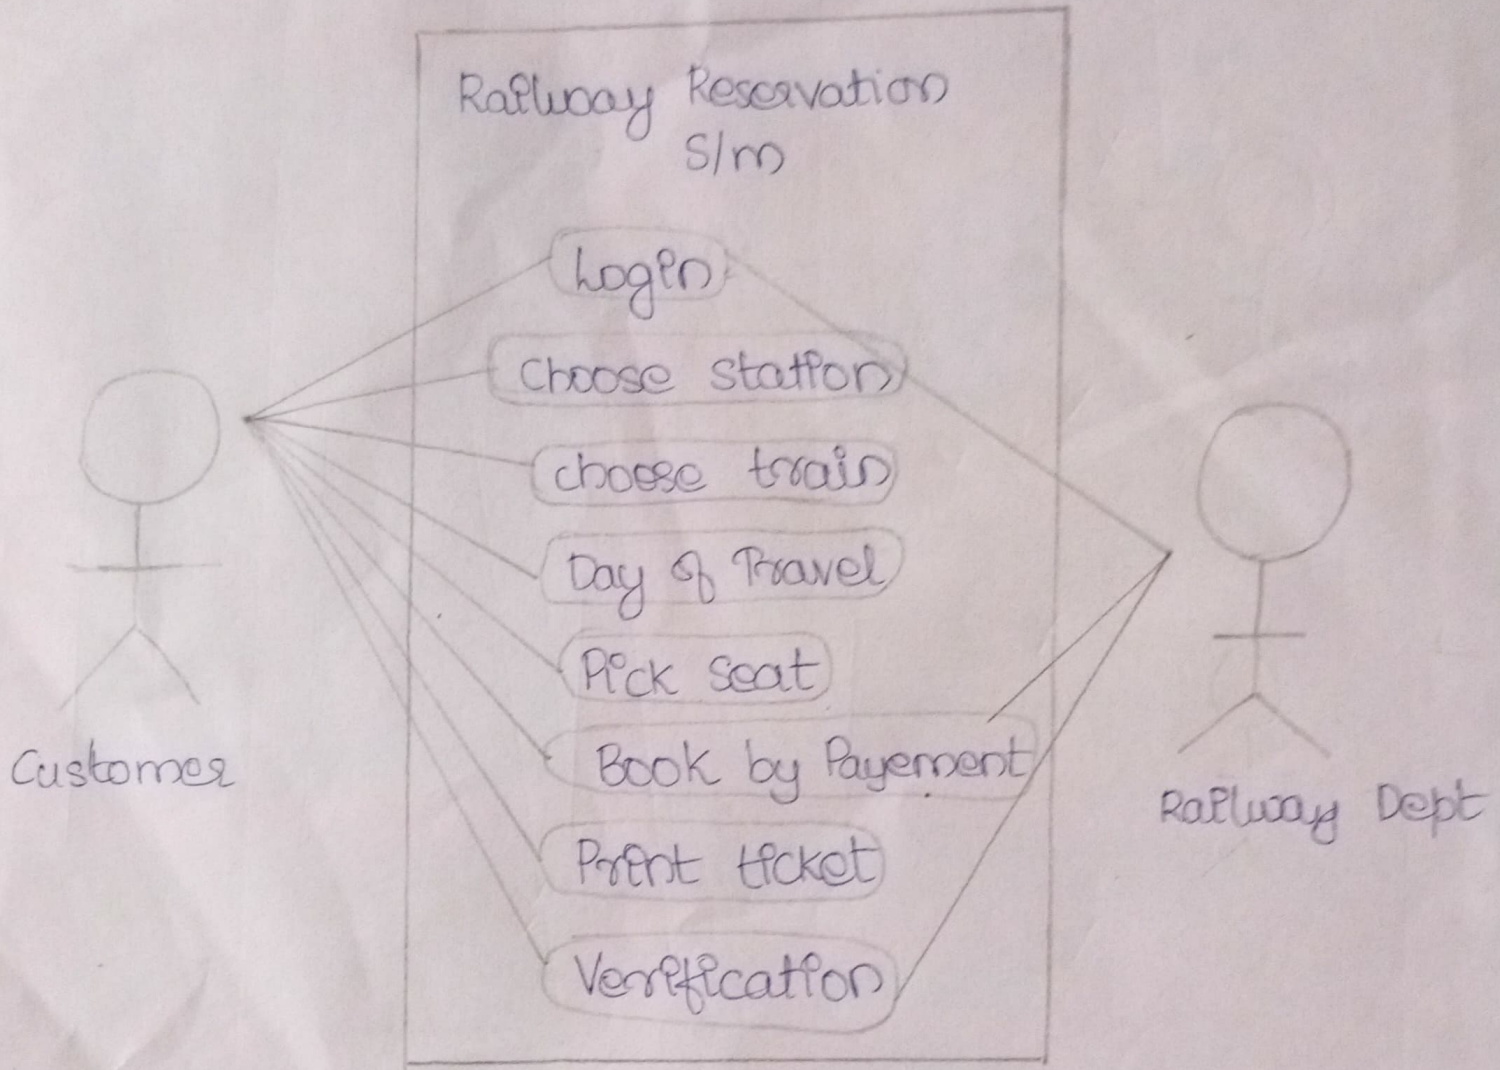 Railway Reservation
S/m
Login
Choose Station
choose train
Day of Travel
Pick seat
Book by Payement
Print ticket
Verification
Customer
Railway Dept